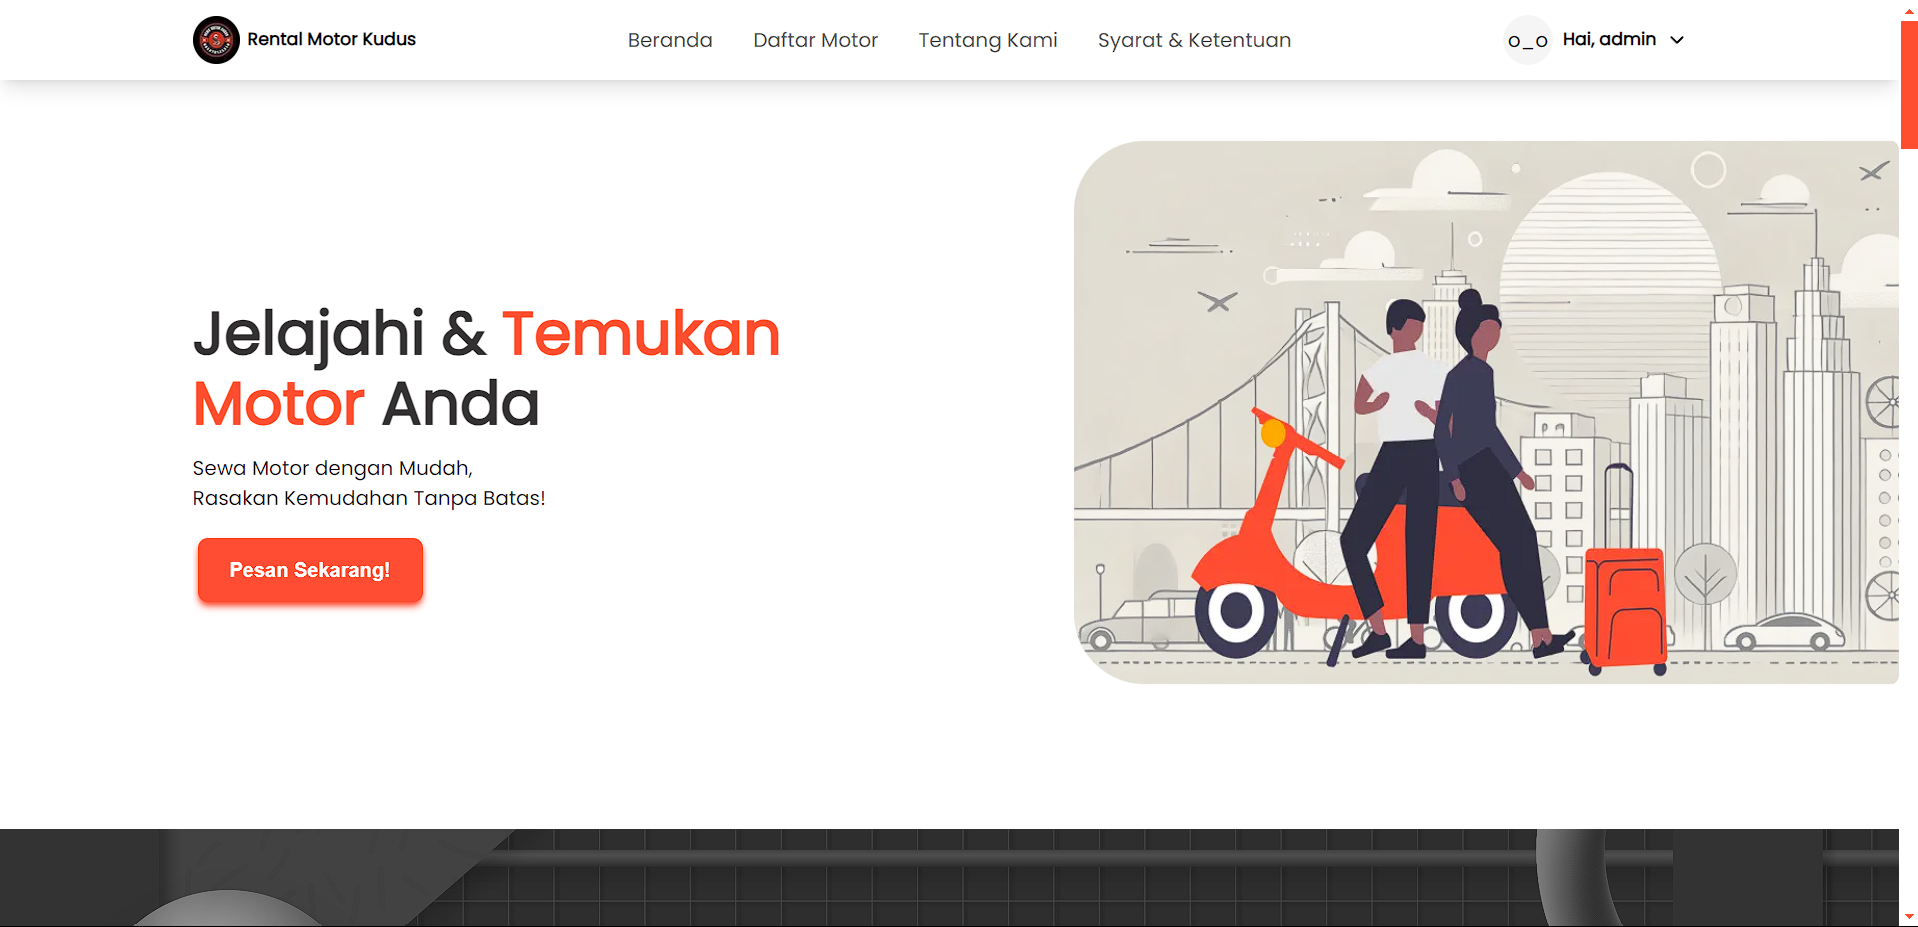 Rental Motor Kudus
Beranda
Daftar Motor
Tentang Kami
Syarat & Ketentuan
o_o
Hai, admin
Jelajahi & Temukan
Motor Anda
Sewa Motor dengan Mudah,
Rasakan Kemudahan Tanpa Batas!
Pesan Sekarang!